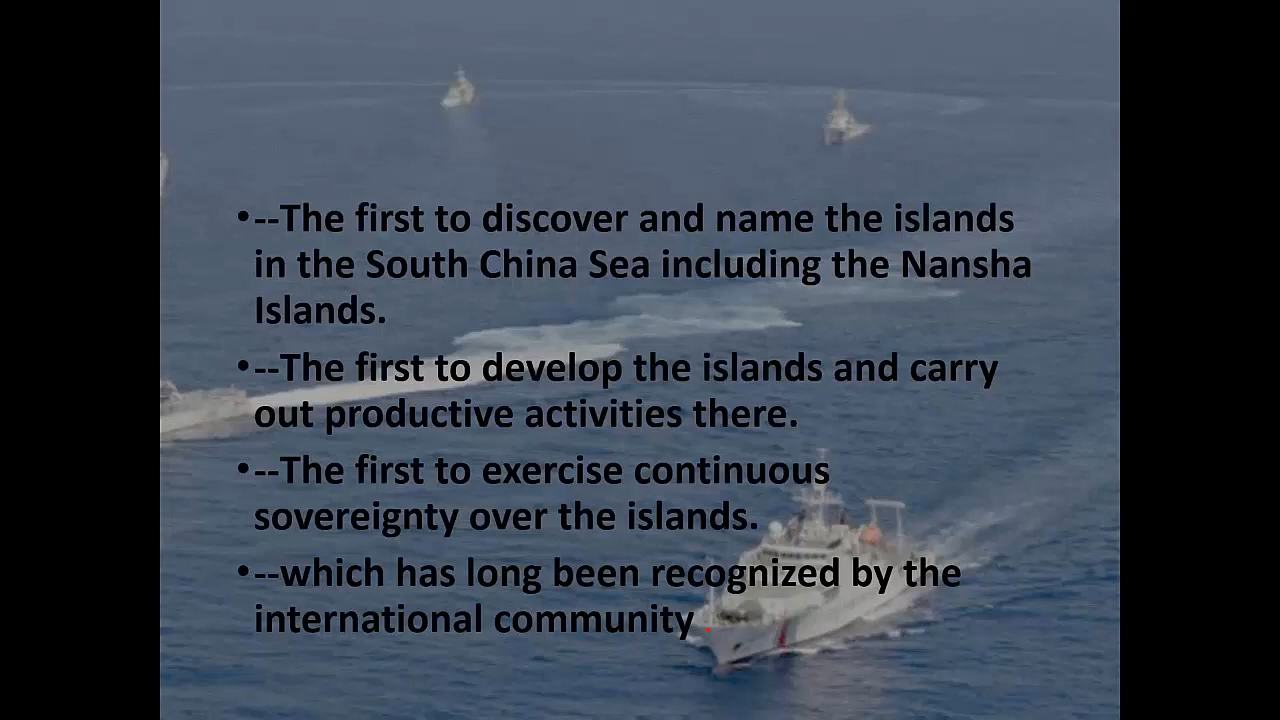 •--The first to discover and name the islands
in the South China Sea including the Nansha
Islands.
•--The first to develop the islands and carry
out productive activities there.
•--The first to exercise continuous
sovereignty over the islands.
•--which has long been recognized by the
international community .